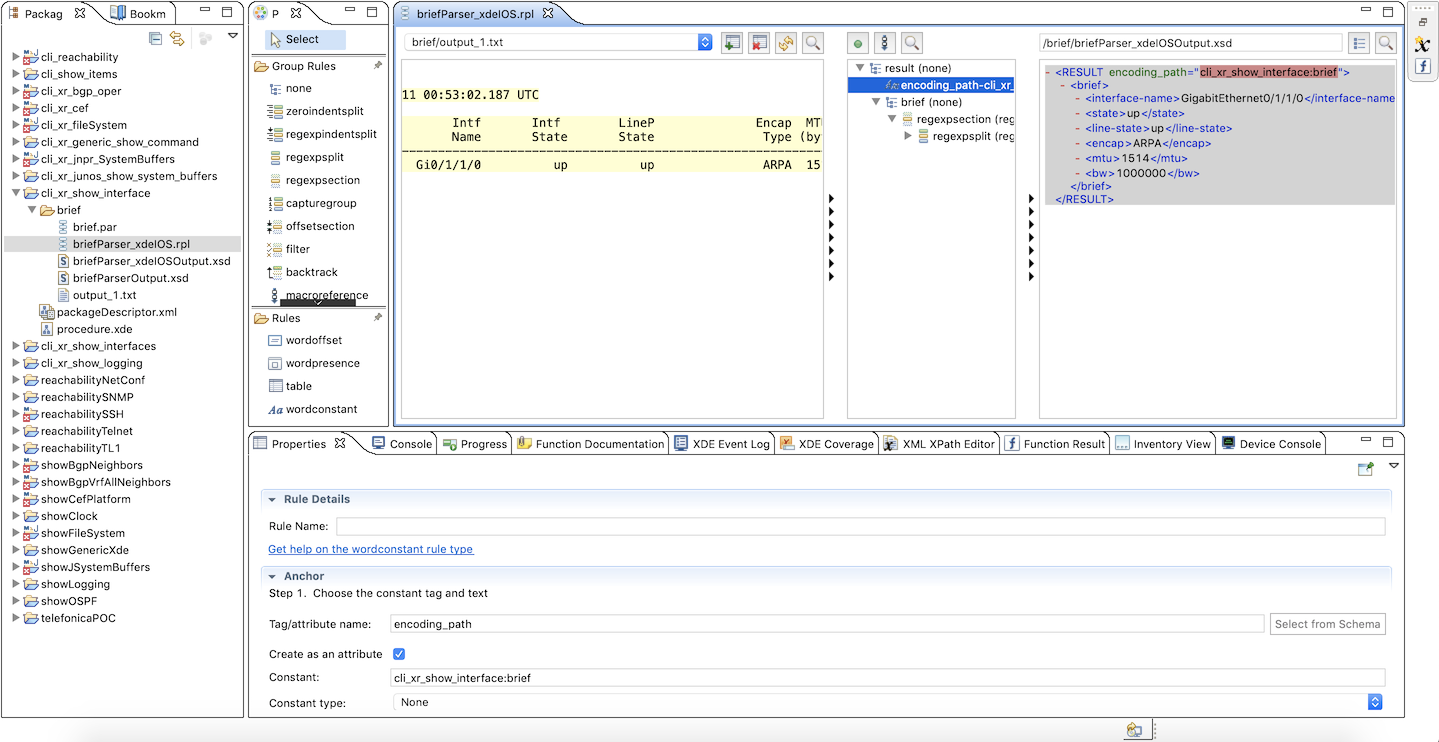 Packag
Bookm
cli_reachability
cli_show_items
cli_xr_bgp_oper
cli_xr_cef
cli_xr_fileSystem
cli_xr_generic_show_command
cli_xr_jnpr_SystemBuffers
cli_xr_junos_show_system_buffers
cli_xr_show_interface
brief
brief.par
briefParser_xdeIOS.rpl
briefParser_xdeIOSOutput.xsd
briefParserOutput.xsd
output_1.txt
packageDescriptor.xml
procedure.xde
cli_xr_show_interfaces
cli_xr_show_logging
reachabilityNetConf
reachabilitySNMP
reachabilitySSH
reachabilityTelnet
reachabilityTL1
showBgpNeighbors
showBgpVrfAllNeighbors
showCefPlatform
showClock
showFileSystem
showGenericXde
showJSystemBuffers
showLogging
showOSPF
telefonicaPOC
P
Select
Group Rules
none
zeroindentsplit
regexpindentsplit
regexpsplit
regexpsection
capturegroup
offsetsection
filter
backtrack
macroreference
Rules
wordoffset
wordpresence
table
Aa wordconstant
briefParser_xdeIOS.rpl
brief/output_1.txt
11 00:53:02.187 UTC
Intf Intf LineP Encap MTU
Name State State Type (by
--------------------------------------------------------
Gi0/1/1/0 up up ARPA 15
result (none)
encoding_path-cli_xr_
brief (none)
regexpsection (reg
regexpsplit (reg
/brief/briefParser_xdeIOSOutput.xsd
- <RESULT encoding_path="cli_xr_show_interface:brief">
- <brief>
- <interface-name>GigabitEthernet0/1/1/0</interface-name
- <state>up</state>
- <line-state>up</line-state>
- <encap>ARPA</encap>
- <mtu>1514</mtu>
- <bw>1000000</bw>
</brief>
</RESULT>
Properties
Console
Progress
Function Documentation
XDE Event Log
XDE Coverage
XML XPath Editor
Function Result
Inventory View
Device Console
Rule Details
Rule Name:
Get help on the wordconstant rule type
Anchor
Step 1. Choose the constant tag and text
Tag/attribute name: encoding_path Select from Schema
Create as an attribute
Constant: cli_xr_show_interface:brief
Constant type: None